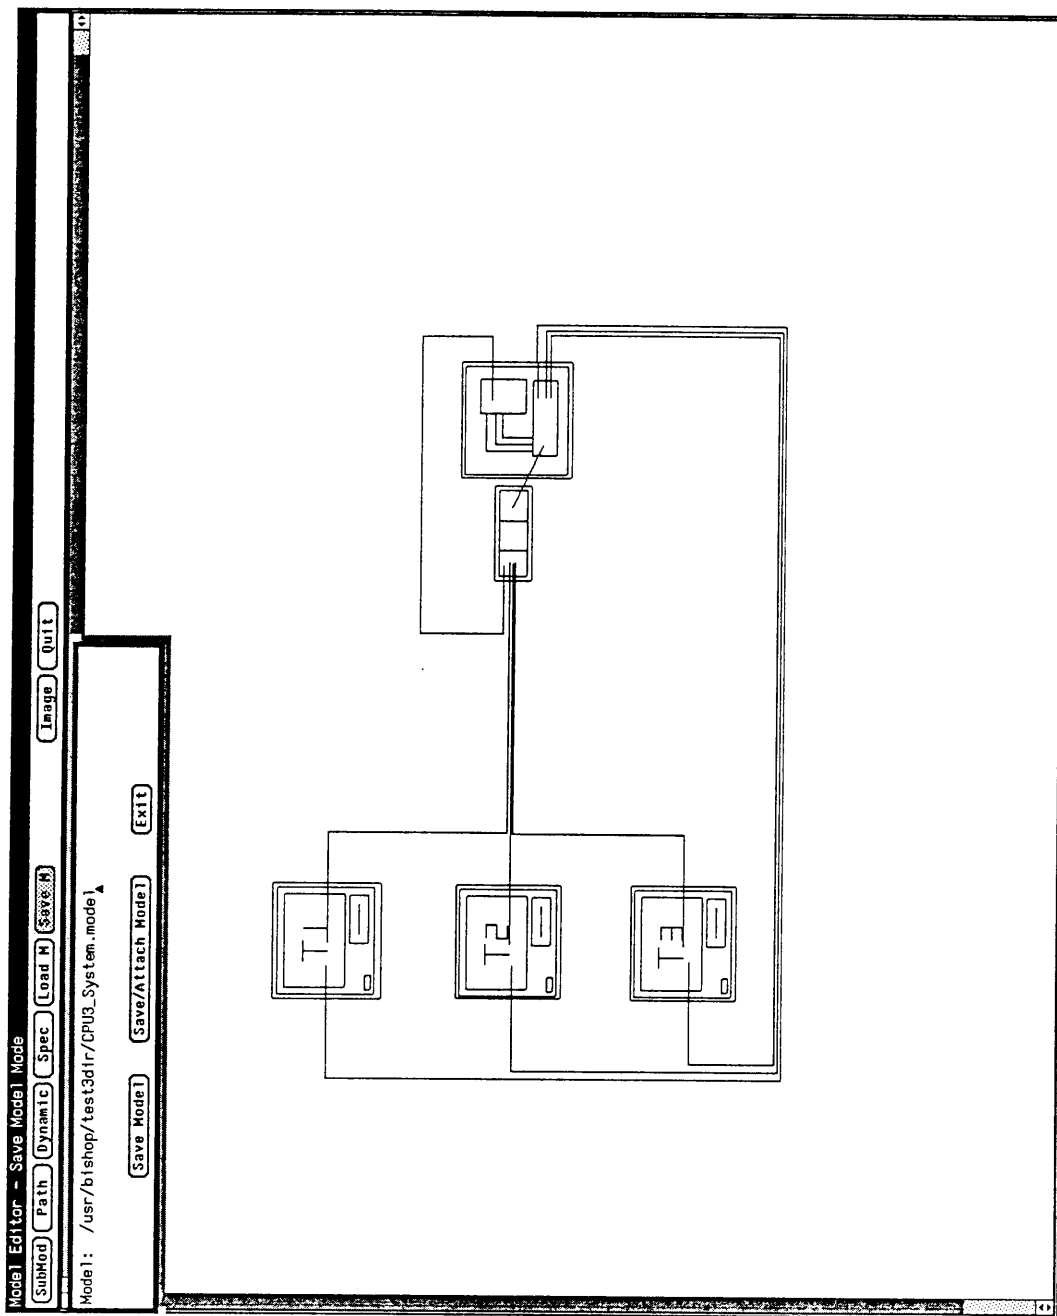 Model Editor - Save Model Mode
SubMod Path Dynamic Spec Load M Save M Image Quit
Model: /usr/bishop/test3dir/CPU3_System.model
Save Model Save/Attach Model Exit
T1
T2
T3